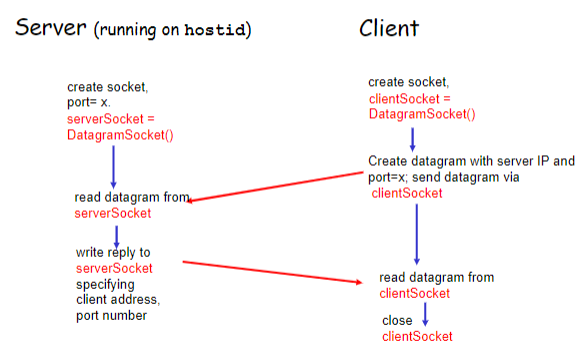 Server (running on hostid)
create socket,
port= x.
serverSocket =
DatagramSocket()
read datagram from
serverSocket
write reply to
serverSocket
specifying
client address,
port number
Client
create socket,
clientSocket =
DatagramSocket()
Create datagram with server IP and
port=x; send datagram via
clientSocket
read datagram from
clientSocket
close
clientSocket